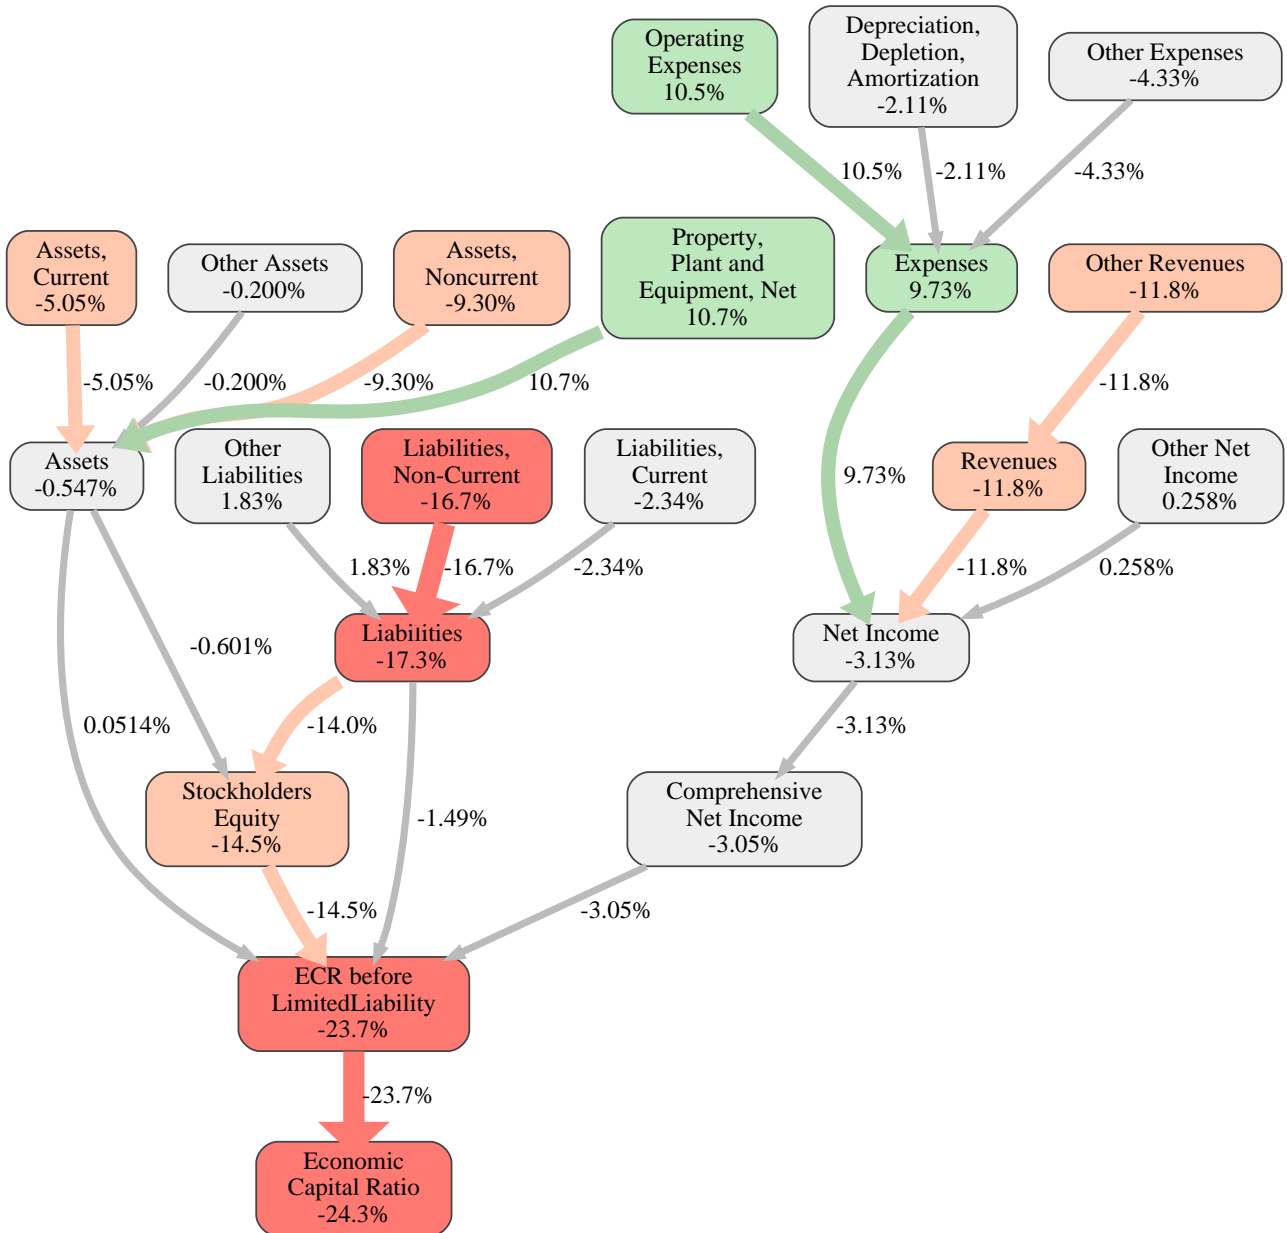 Operating
Expenses
10.5%
Depreciation,
Depletion,
Amortization
-2.11%
Other Expenses
-4.33%
10.5%
-2.11%
-4.33%
Assets,
Current
-5.05%
Other Assets
-0.200%
Assets,
Noncurrent
-9.30%
Property,
Plant and
Equipment, Net
10.7%
Expenses
9.73%
Other Revenues
-11.8%
-5.05%
-0.200%
-9.30%
10.7%
-11.8%
Assets
-0.547%
Other
Liabilities
1.83%
Liabilities,
Non-Current
-16.7%
Liabilities,
Current
-2.34%
9.73%
Revenues
-11.8%
Other Net
Income
0.258%
1.83%
-16.7%
-2.34%
-11.8%
0.258%
-0.601%
Liabilities
-17.3%
Net Income
-3.13%
0.0514%
-14.0%
-3.13%
Stockholders
Equity
-14.5%
-1.49%
Comprehensive
Net Income
-3.05%
-14.5%
-3.05%
ECR before
LimitedLiability
-23.7%
-23.7%
Economic
Capital Ratio
-24.3%